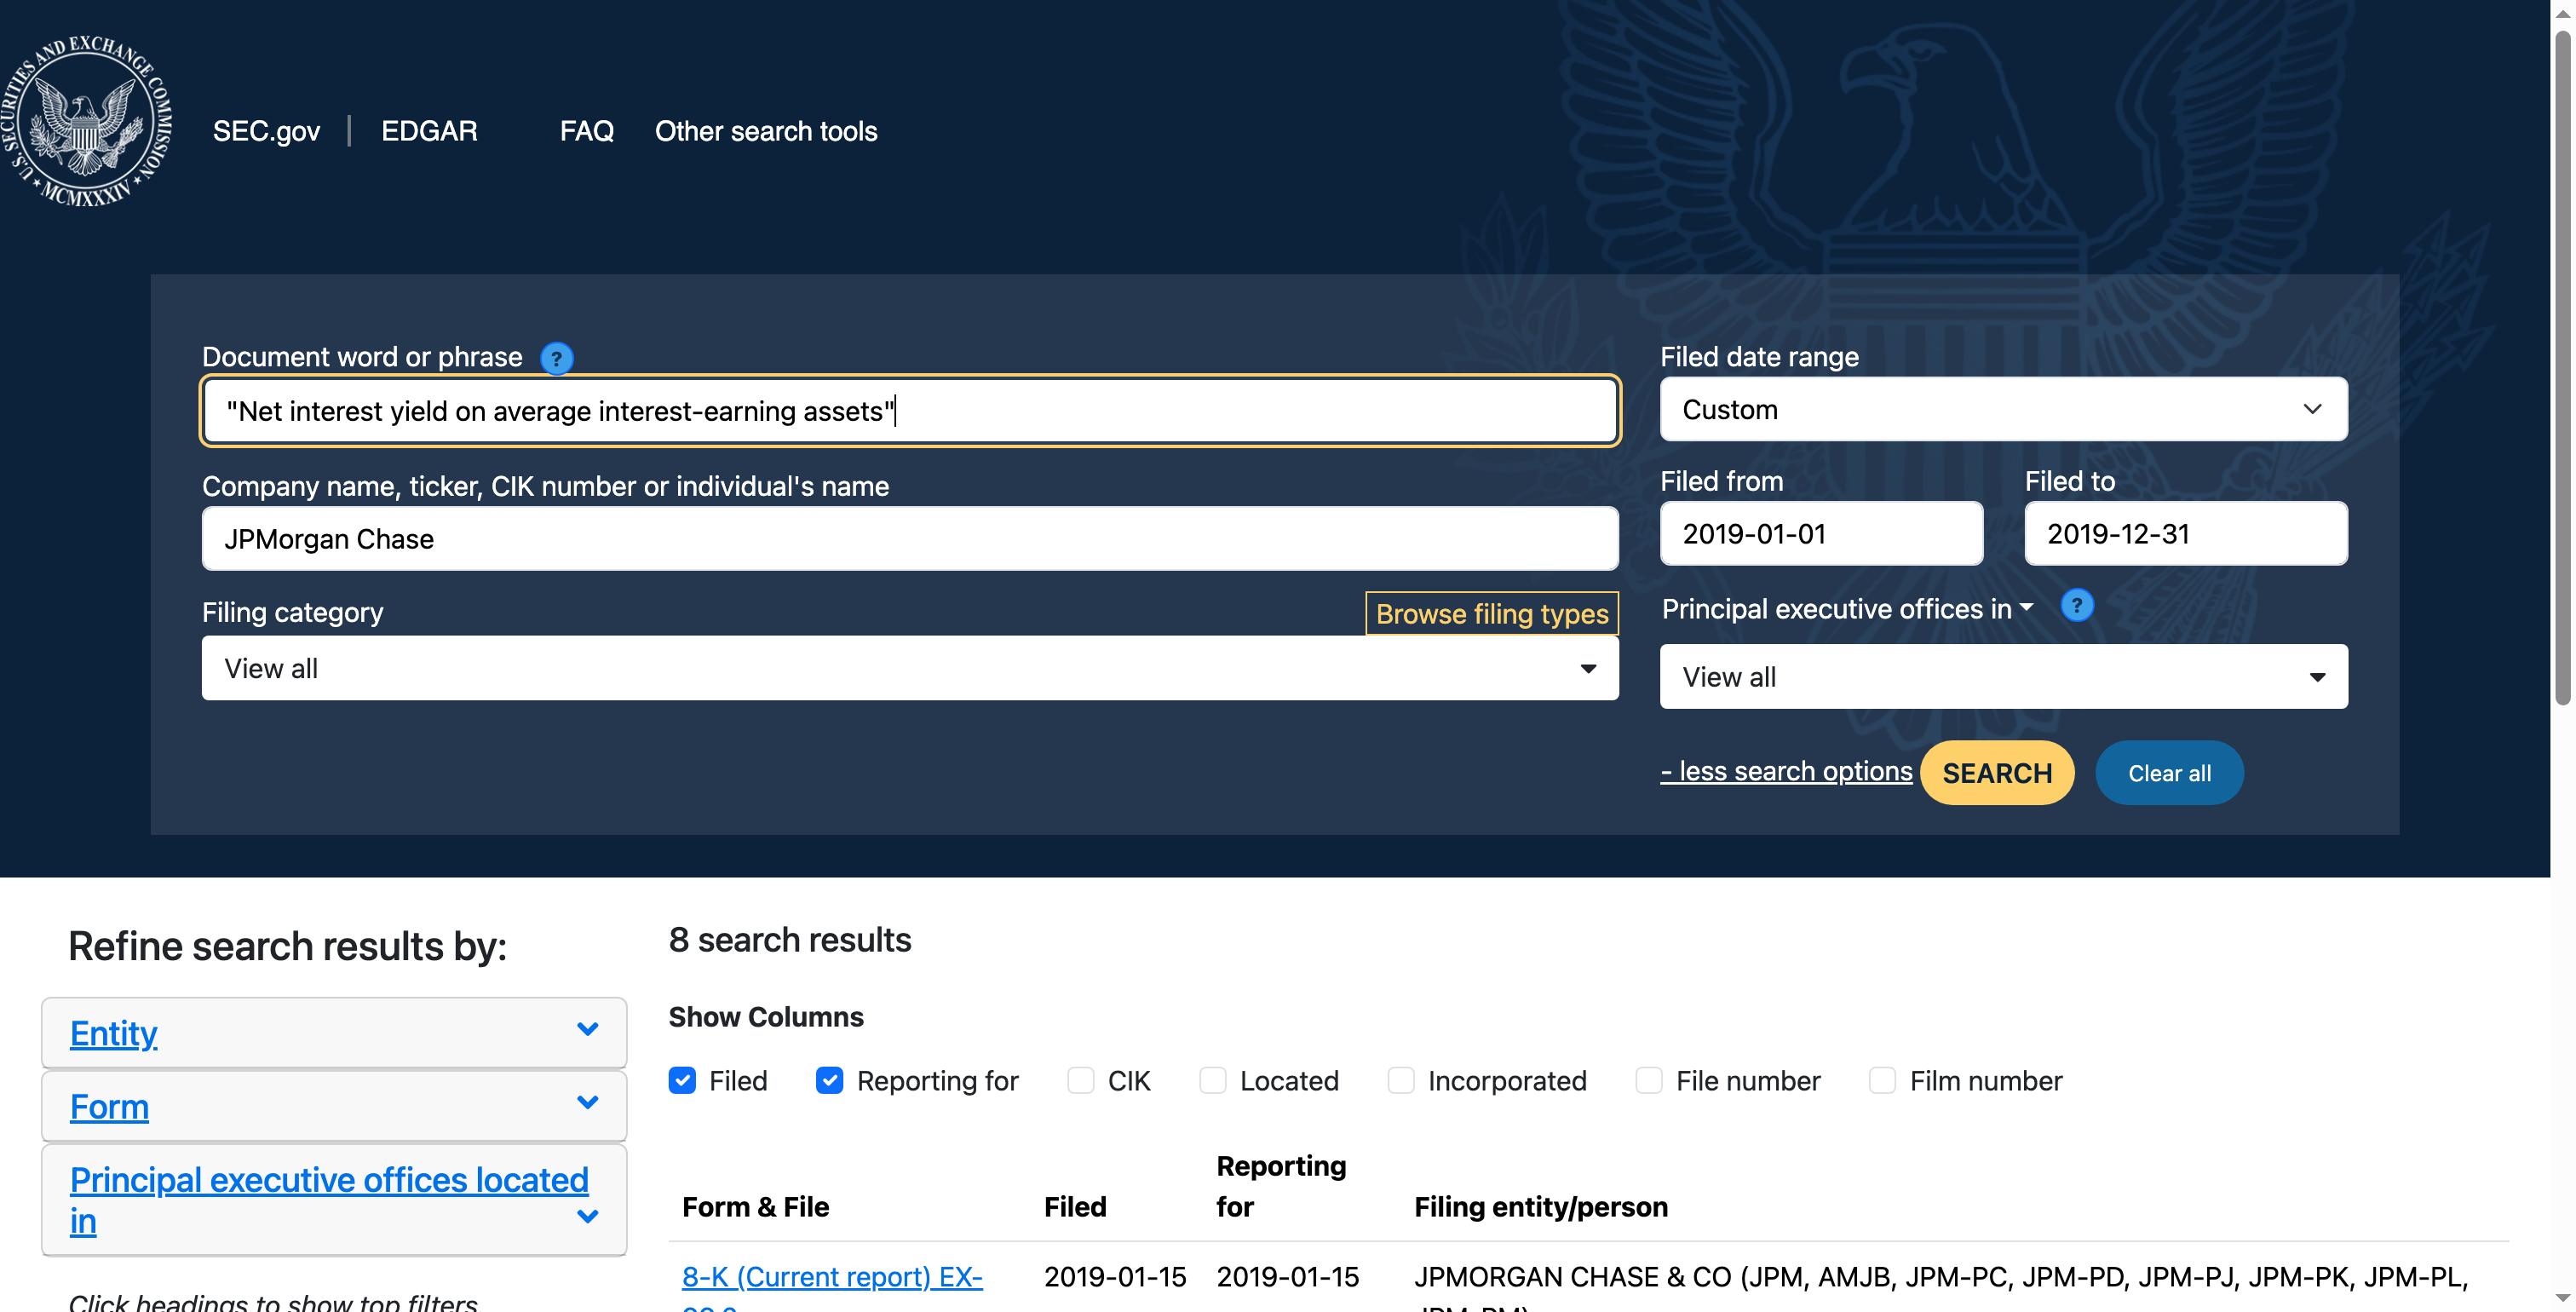 U.S. SECURITIES AND EXCHANGE COMMISSION
MCMXXXIV
SEC.gov | EDGAR FAQ Other search tools
Document word or phrase ?
"Net interest yield on average interest-earning assets"
Filed date range
Custom
Company name, ticker, CIK number or individual's name
JPMorgan Chase
Filed from
2019-01-01
Filed to
2019-12-31
Filing category
Browse filing types
View all
Principal executive offices in ?
View all
- less search options
SEARCH
Clear all
Refine search results by:
Entity
Form
Principal executive offices located
in
Click headings to show top filters.
8 search results
Show Columns
Filed Reporting for CIK Located Incorporated File number Film number
Form & File Filed Reporting for Filing entity/person
8-K (Current report) EX- 2019-01-15 2019-01-15 JPMORGAN CHASE & CO (JPM, AMJB, JPM-PC, JPM-PD, JPM-PJ, JPM-PK, JPM-PL,
JPM-PM)